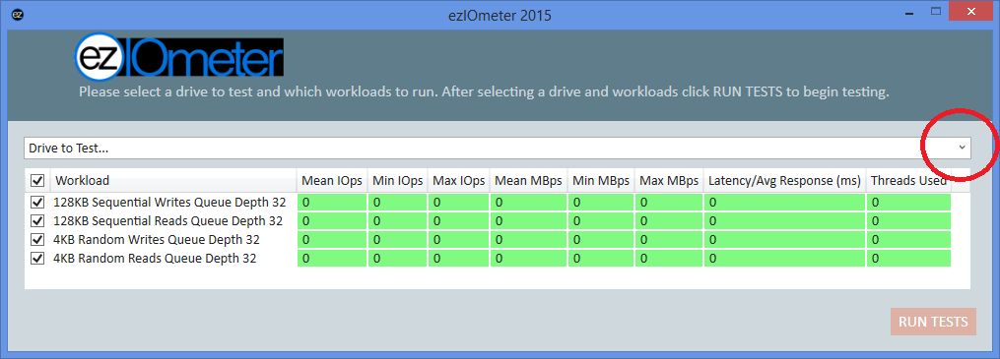 ez
ezIOmeter 2015
ezIOmeter
Please select a drive to test and which workloads to run. After selecting a drive and workloads click RUN TESTS to begin testing.
Drive to Test...
Workload Mean IOps Min IOps Max IOps Mean MBps Min MBps Max MBps Latency/Avg Response (ms) Threads Used
128KB Sequential Writes Queue Depth 32 0 0 0 0 0 0 0 0
128KB Sequential Reads Queue Depth 32 0 0 0 0 0 0 0 0
4KB Random Writes Queue Depth 32 0 0 0 0 0 0 0 0
4KB Random Reads Queue Depth 32 0 0 0 0 0 0 0 0
RUN TESTS